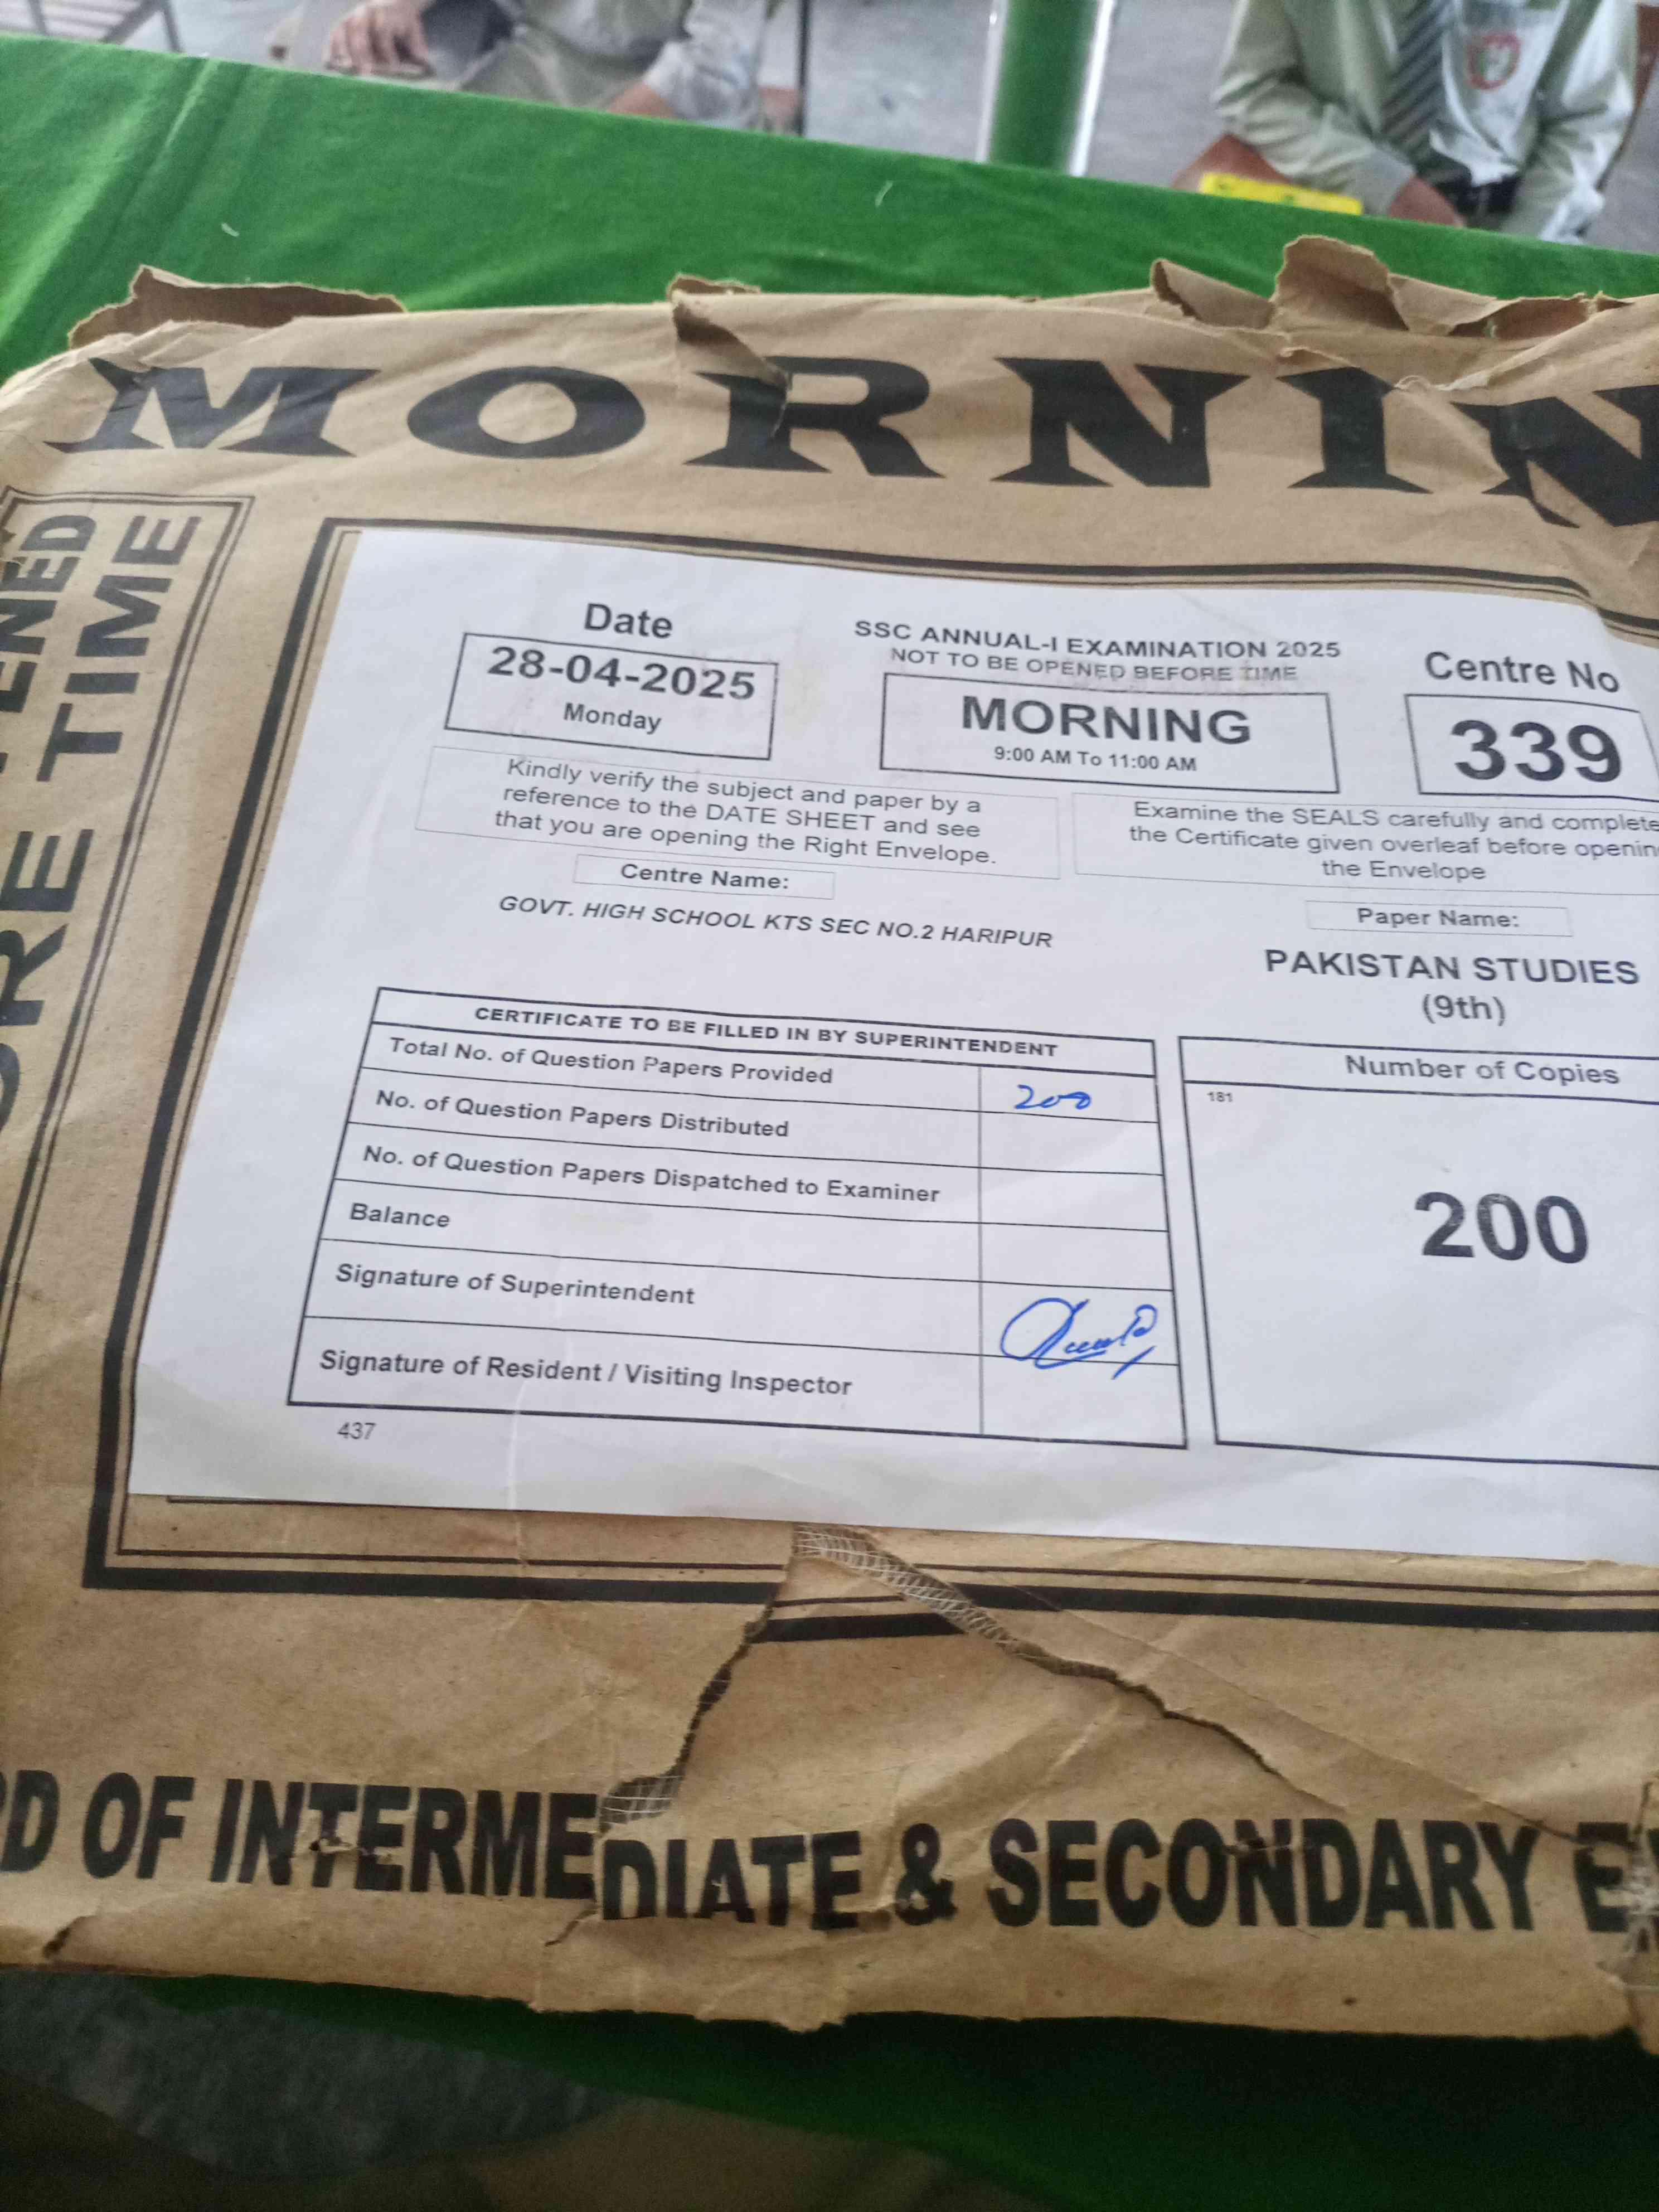 MORNIN
ENED
ORE TIME
Date
28-04-2025
Monday
SSC ANNUAL-I EXAMINATION 2025
NOT TO BE OPENED BEFORE TIME
MORNING
9:00 AM To 11:00 AM
Centre No
339
Kindly verify the subject and paper by a
reference to the DATE SHEET and see
that you are opening the Right Envelope.
Examine the SEALS carefully and complete
the Certificate given overleaf before openin
the Envelope
Centre Name:
GOVT. HIGH SCHOOL KTS SEC NO.2 HARIPUR
Paper Name:
PAKISTAN STUDIES
(9th)
CERTIFICATE TO BE FILLED IN BY SUPERINTENDENT
Total No. of Question Papers Provided 200
No. of Question Papers Distributed
No. of Question Papers Dispatched to Examiner
Balance
Signature of Superintendent
Signature of Resident / Visiting Inspector
437
Number of Copies
181
200
D OF INTERMEDIATE & SECONDARY E